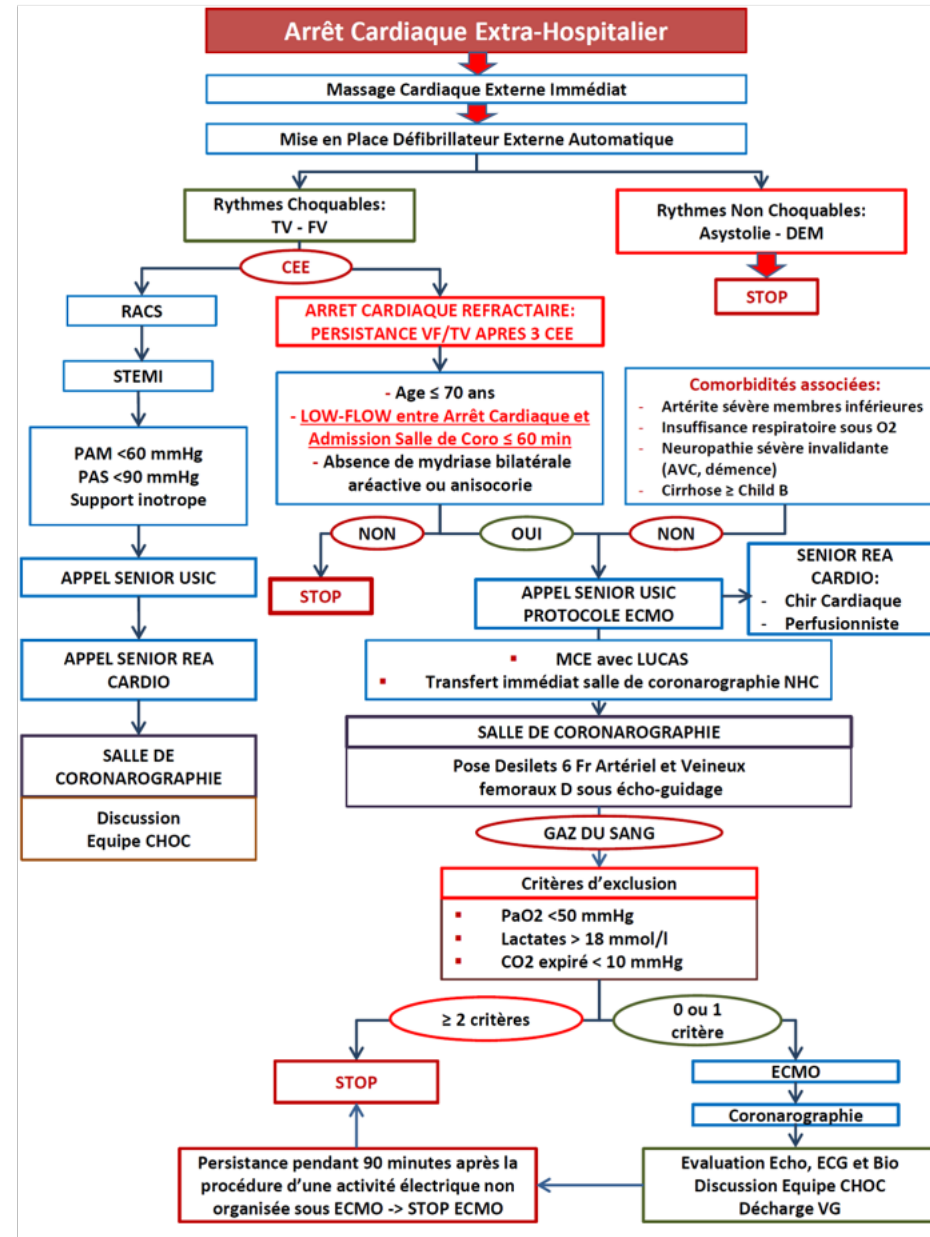 Arrêt Cardiaque Extra-Hospitalier
Massage Cardiaque Externe Immédiat
Mise en Place Défibrillateur Externe Automatique
Rythmes Choquables:
TV - FV
Rythmes Non Choquables:
Asystolie - DEM
CEE
STOP
RACS
ARRET CARDIAQUE REFRACTAIRE:
PERSISTANCE VF/TV APRES 3 CEE
STEMI
- Age ≤ 70 ans
- LOW-FLOW entre Arrêt Cardiaque et
Admission Salle de Coro ≤ 60 min
- Absence de mydriase bilatérale
aréactive ou anisocorie
Comorbidités associées:
- Artérite sévère membres inférieures
- Insuffisance respiratoire sous O2
- Neuropathie sévère invalidante
(AVC, démence)
- Cirrhose ≥ Child B
PAM <60 mmHg
PAS <90 mmHg
Support inotrope
NON
OUI
NON
APPEL SENIOR USIC
STOP
APPEL SENIOR USIC
PROTOCOLE ECMO
SENIOR REA
CARDIO:
- Chir Cardiaque
- Perfusionniste
APPEL SENIOR REA
CARDIO
▪ MCE avec LUCAS
▪ Transfert immédiat salle de coronarographie NHC
SALLE DE
CORONAROGRAPHIE
Discussion
Equipe CHOC
SALLE DE CORONAROGRAPHIE
Pose Desilets 6 Fr Artériel et Veineux
femoraux D sous écho-guidage
GAZ DU SANG
Critères d'exclusion
▪ PaO2 <50 mmHg
▪ Lactates > 18 mmol/l
▪ CO2 expiré < 10 mmHg
≥ 2 critères
0 ou 1
critère
STOP
ECMO
Coronarographie
Persistance pendant 90 minutes après la
procédure d'une activité électrique non
organisée sous ECMO -> STOP ECMO
Evaluation Echo, ECG et Bio
Discussion Equipe CHOC
Décharge VG